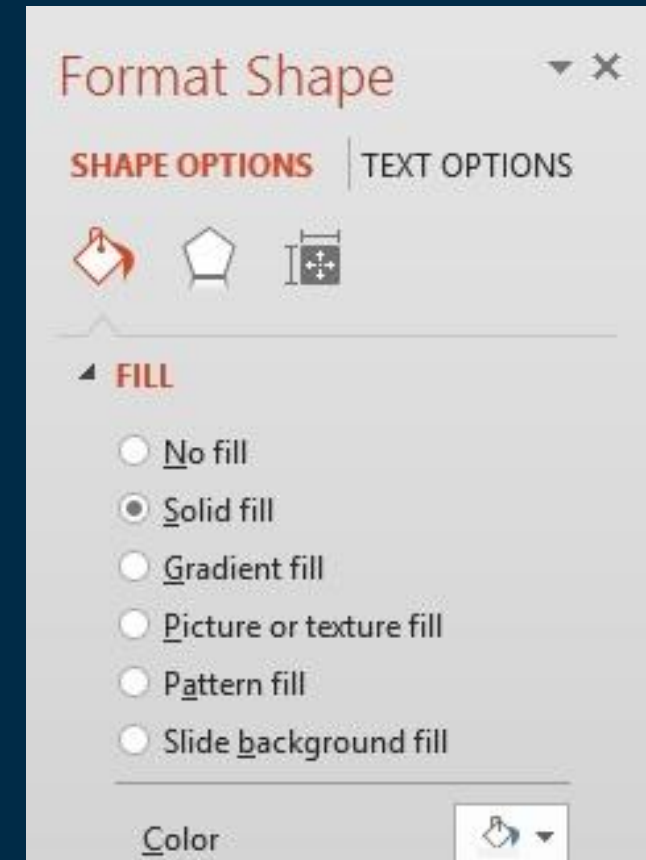 Format Shape
SHAPE OPTIONS TEXT OPTIONS
FILL
No fill
Solid fill
Gradient fill
Picture or texture fill
Pattern fill
Slide background fill
Color